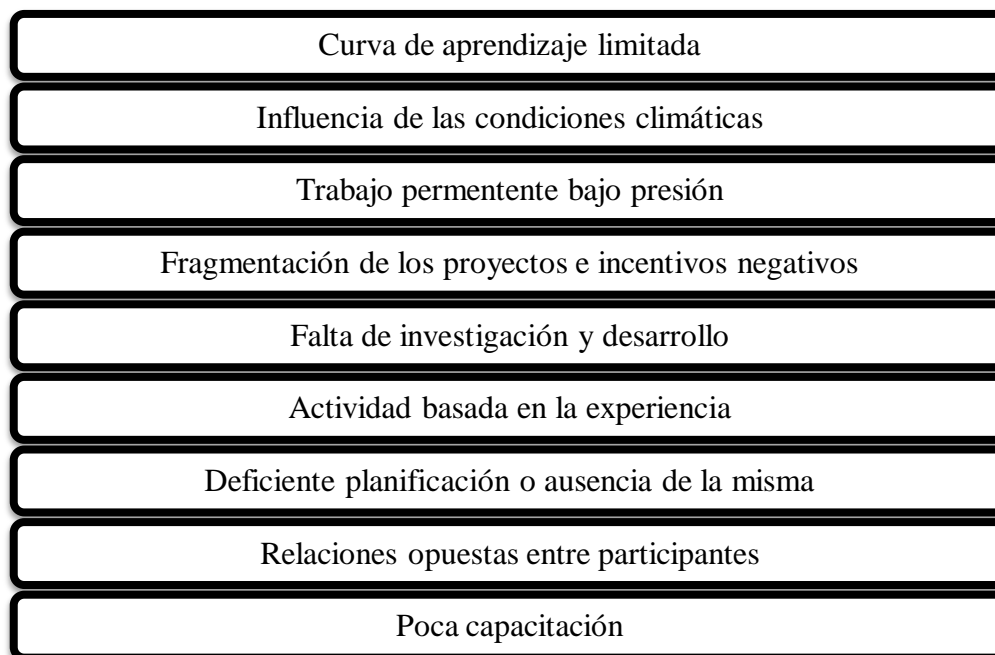 Curva de aprendizaje limitada
Influencia de las condiciones climáticas
Trabajo permentente bajo presión
Fragmentación de los proyectos e incentivos negativos
Falta de investigación y desarrollo
Actividad basada en la experiencia
Deficiente planificación o ausencia de la misma
Relaciones opuestas entre participantes
Poca capacitación